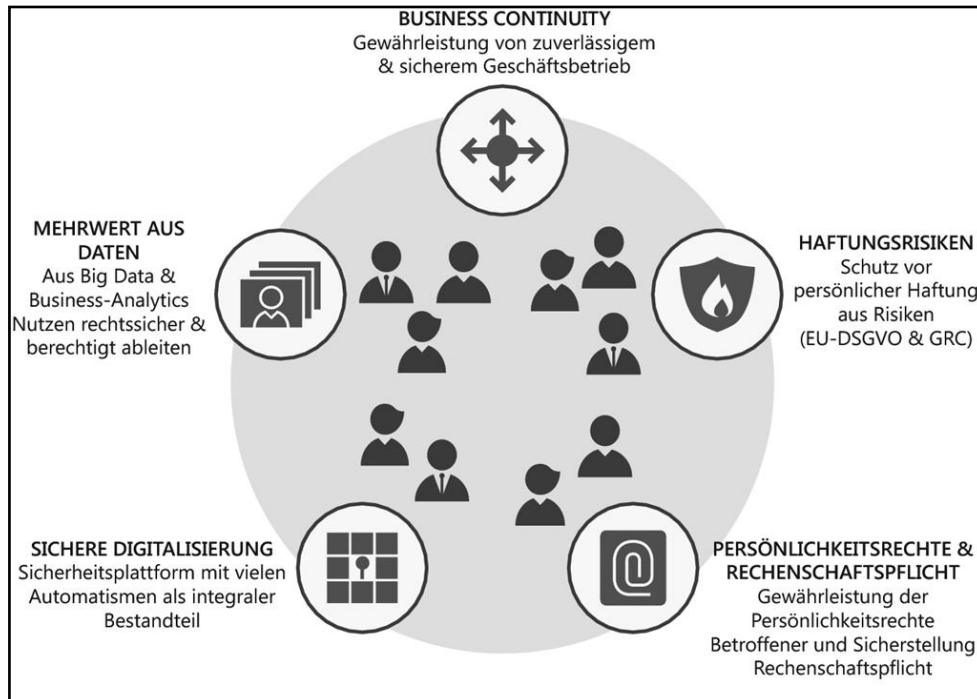 BUSINESS CONTINUITY
Gewährleistung von zuverlässigem
& sicherem Geschäftsbetrieb
MEHRWERT AUS
DATEN
Aus Big Data &
Business-Analytics
Nutzen rechtssicher &
berechtigt ableiten
HAFTUNGSRISIKEN
Schutz vor
persönlicher Haftung
aus Risiken
(EU-DSGVO & GRC)
SICHERE DIGITALISIERUNG
Sicherheitsplattform mit vielen
Automatismen als integraler
Bestandteil
PERSÖNLICHKEITSRECHTE &
RECHENSCHAFTSPFLICHT
Gewährleistung der
Persönlichkeitsrechte
Betroffener und Sicherstellung
Rechenschaftspflicht